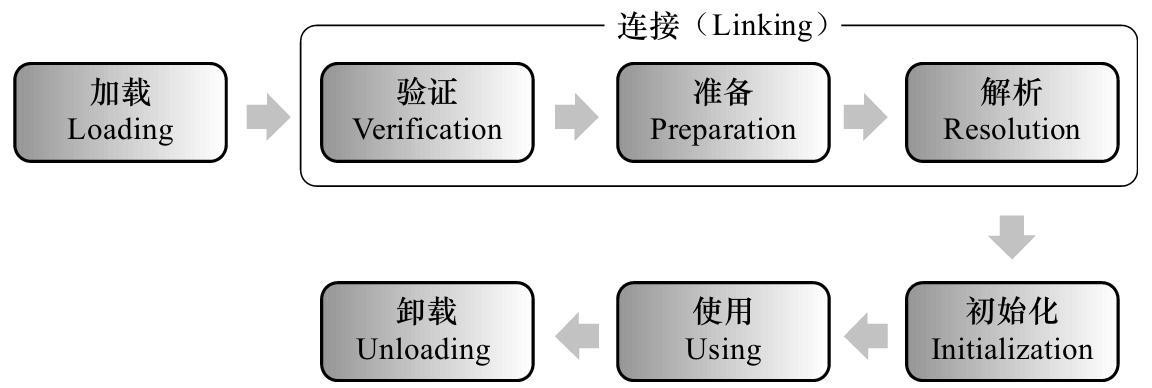 连接（Linking）
加载
Loading
验证
Verification
准备
Preparation
解析
Resolution
初始化
Initialization
使用
Using
卸载
Unloading